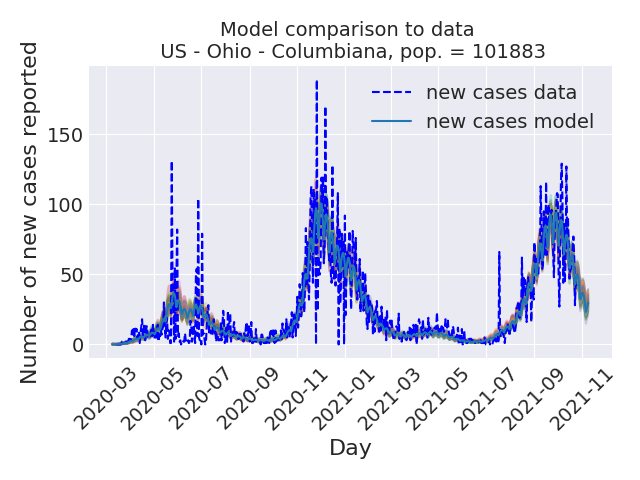 Model comparison to data
US - Ohio - Columbiana, pop. = 101883
Number of new cases reported
150
100
50
0
new cases data
new cases model
2020-03
2020-05
2020-07
2020-09
2020-11
2021-01
2021-03
2021-05
2021-07
2021-09
2021-11
Day